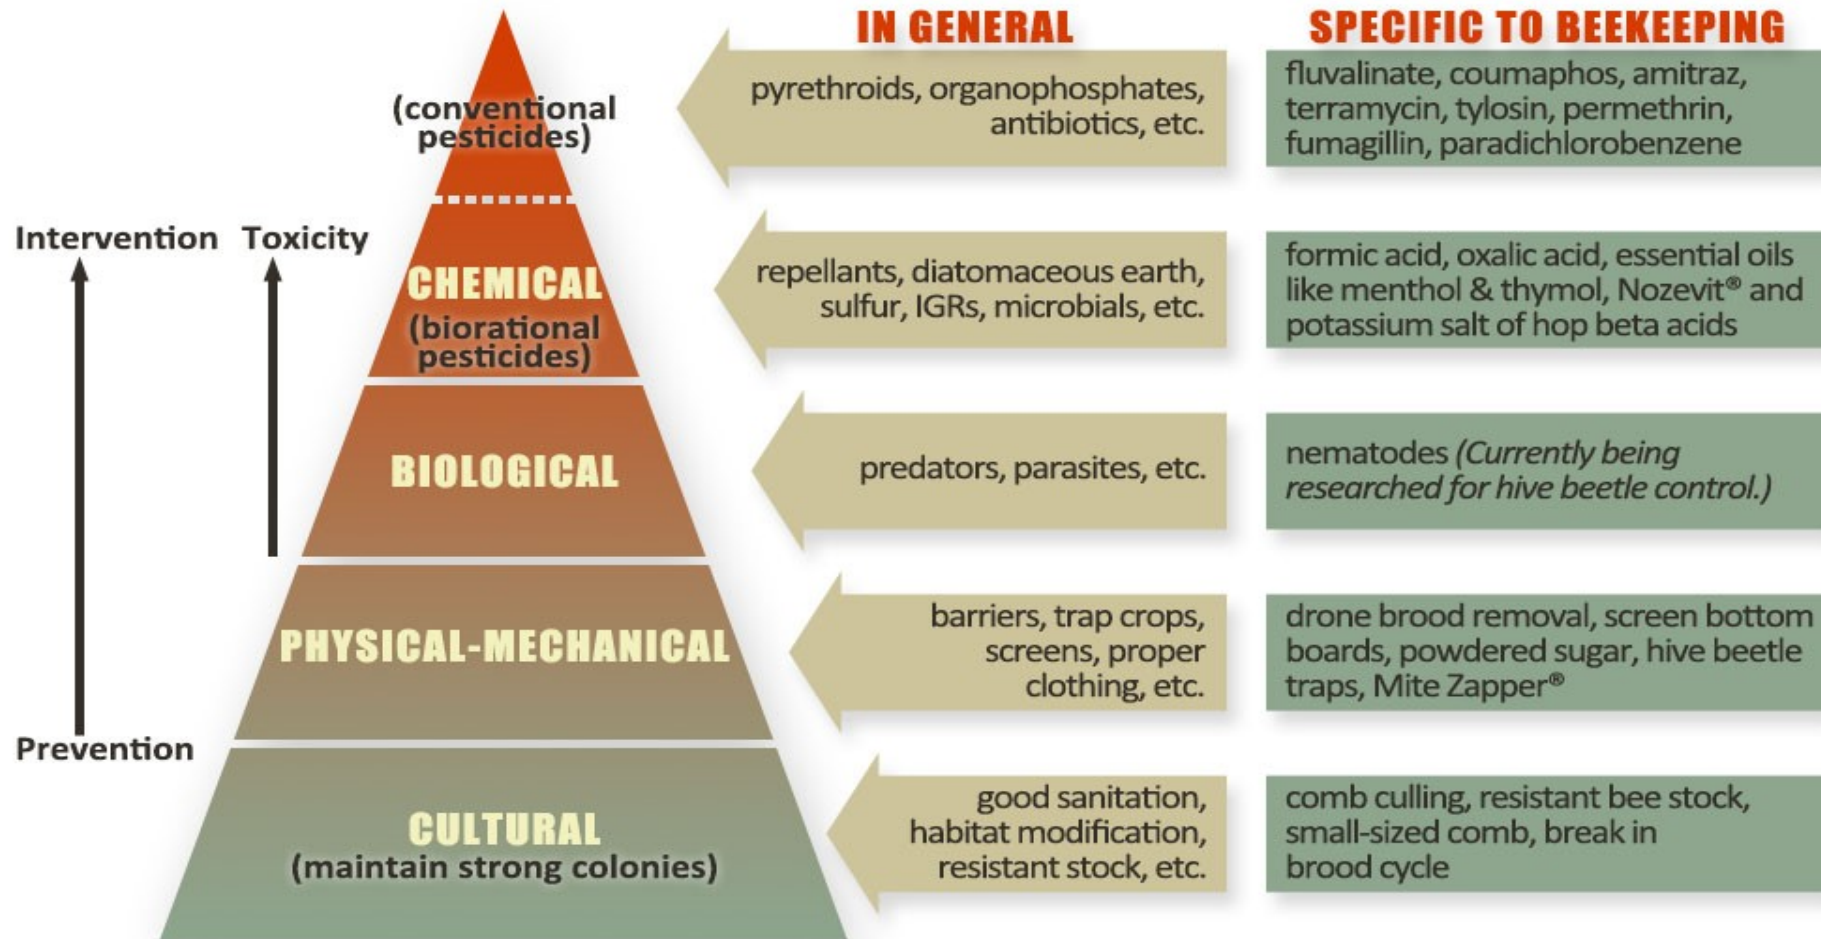 IN GENERAL
SPECIFIC TO BEEKEEPING
(conventional
pesticides)
pyrethroids, organophosphates,
antibiotics, etc.
fluvalinate, coumaphos, amitraz,
terramycin, tylosin, permethrin,
fumagillin, paradichlorobenzene
Intervention
Toxicity
CHEMICAL
(biorational
pesticides)
repellants, diatomaceous earth,
sulfur, IGRs, microbials, etc.
formic acid, oxalic acid, essential oils
like menthol & thymol, Nozevit® and
potassium salt of hop beta acids
BIOLOGICAL
predators, parasites, etc.
nematodes (Currently being
researched for hive beetle control.)
PHYSICAL-MECHANICAL
barriers, trap crops,
screens, proper
clothing, etc.
drone brood removal, screen bottom
boards, powdered sugar, hive beetle
traps, Mite Zapper®
Prevention
CULTURAL
(maintain strong colonies)
good sanitation,
habitat modification,
resistant stock, etc.
comb culling, resistant bee stock,
small-sized comb, break in
brood cycle